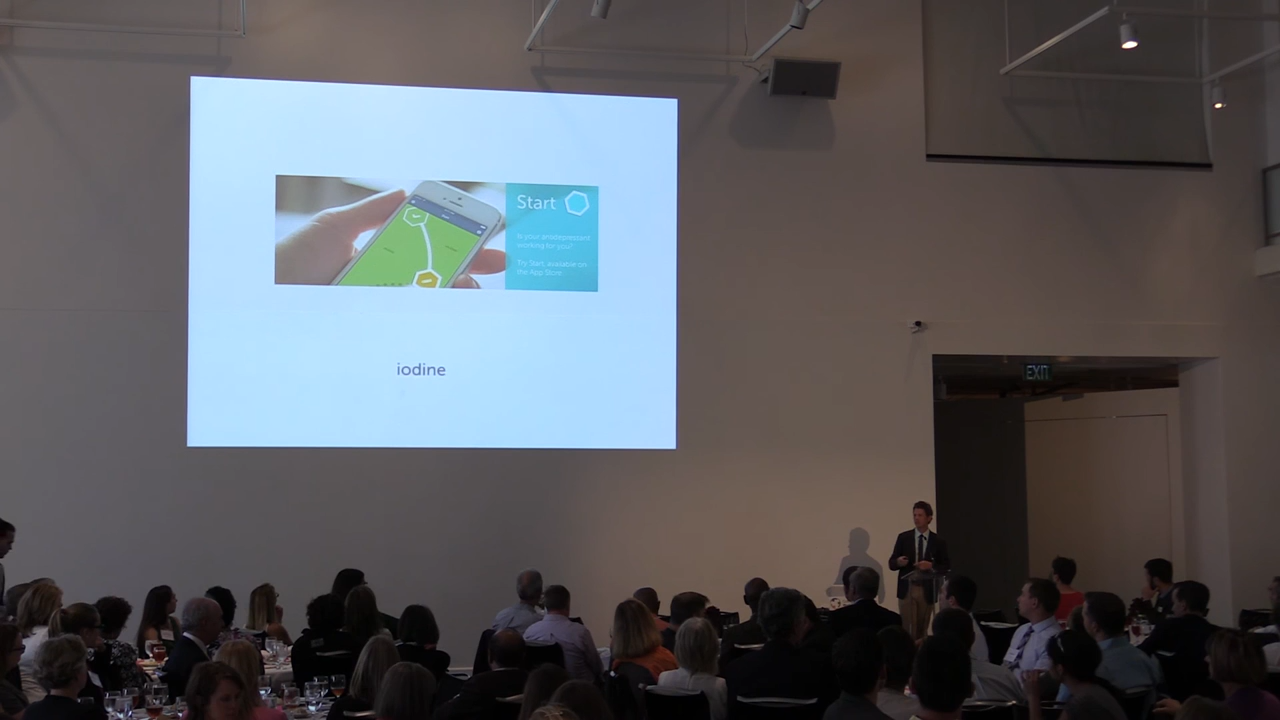 Start
Is your antidepressant
working for you?
Try Start, available on
the App Store
iodine
EXIT